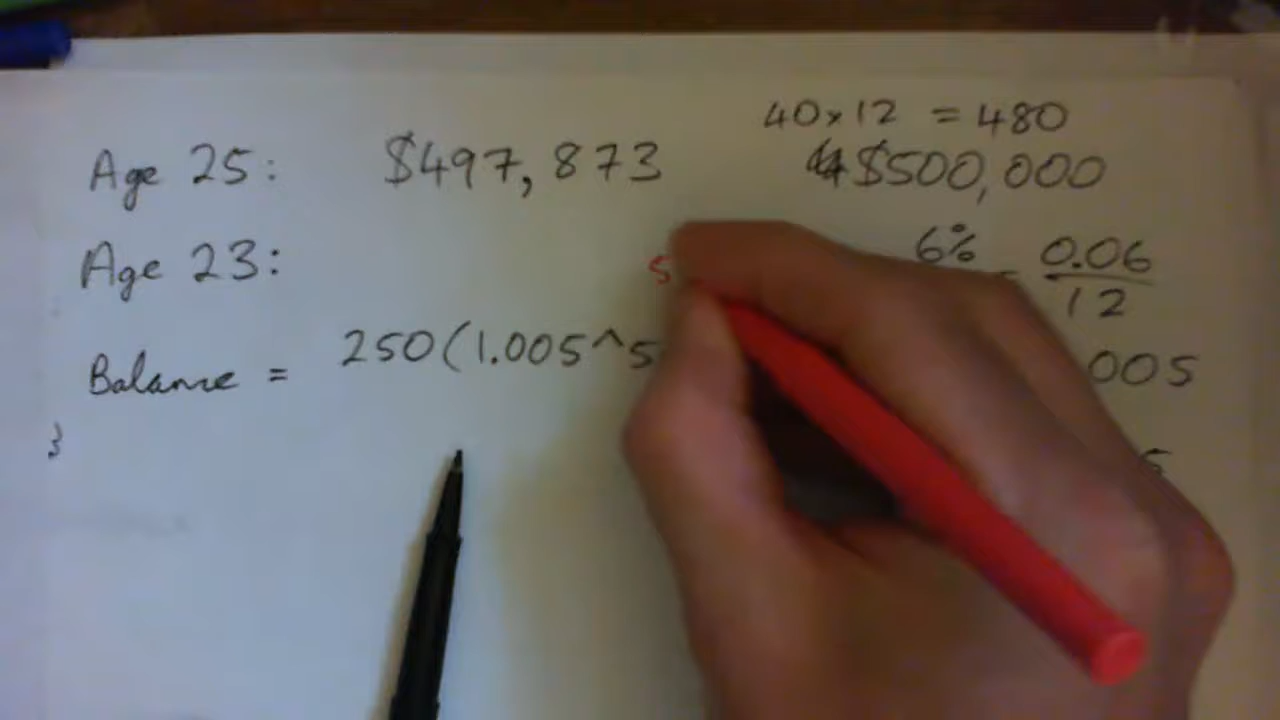 40×12 = 480
Age 25: $497,873 $500,000
Age 23: 6% = 0.06
12
Balance = 250(1.005^5 005
5